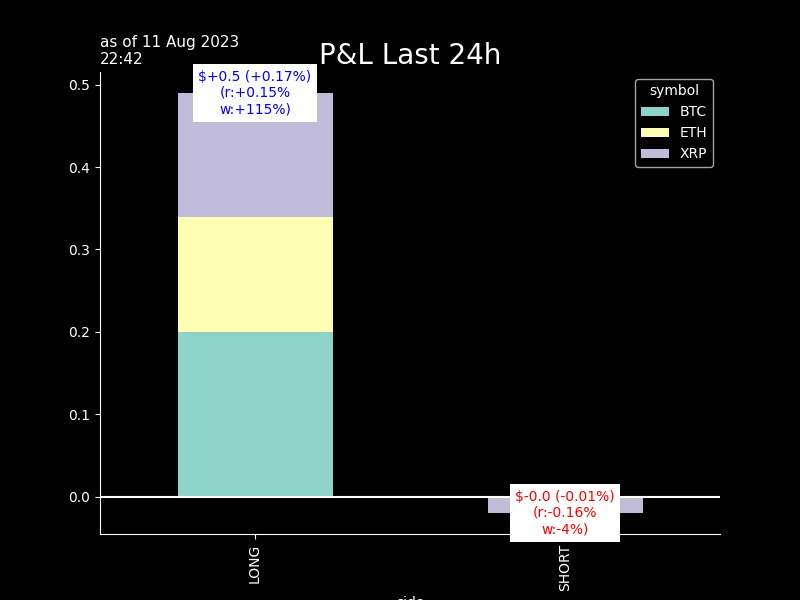 as of 11 Aug 2023
22:42
P&L Last 24h
$+0.5 (+0.17%)
(r:+0.15%
w:+115%)
symbol
BTC
ETH
XRP
0.5
0.4
0.3
0.2
0.1
0.0
$-0.0 (-0.01%)
(r:-0.16%
w:-4%)
LONG
SHORT